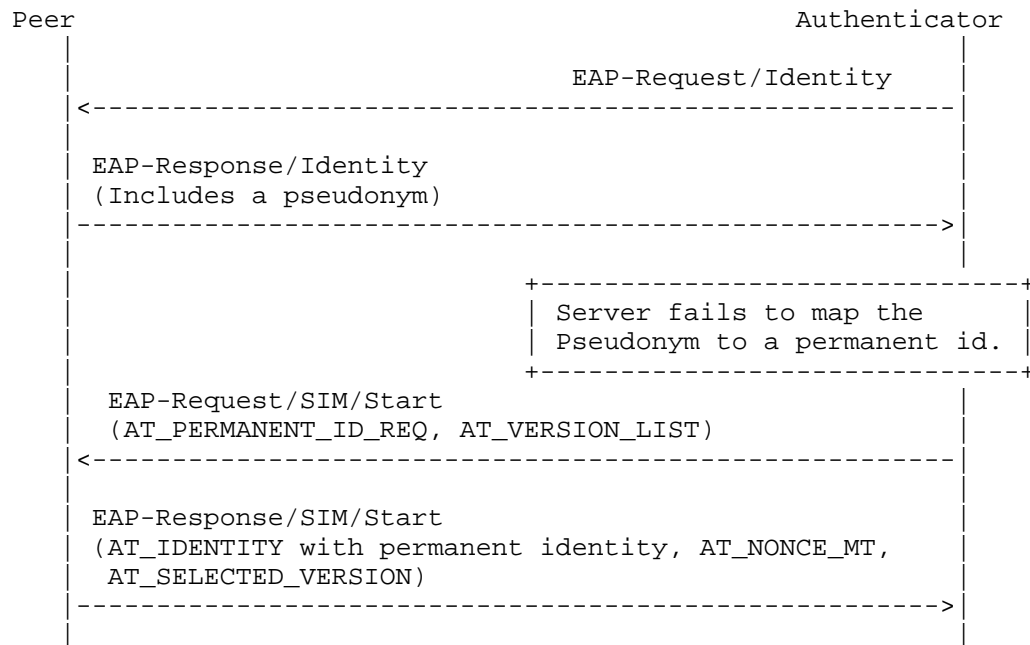 Peer Authenticator
EAP-Request/Identity
EAP-Response/Identity
(Includes a pseudonym)
Server fails to map the
Pseudonym to a permanent id.
EAP-Request/SIM/Start
(AT_PERMANENT_ID_REQ, AT_VERSION_LIST)
EAP-Response/SIM/Start
(AT_IDENTITY with permanent identity, AT_NONCE_MT,
AT_SELECTED_VERSION)